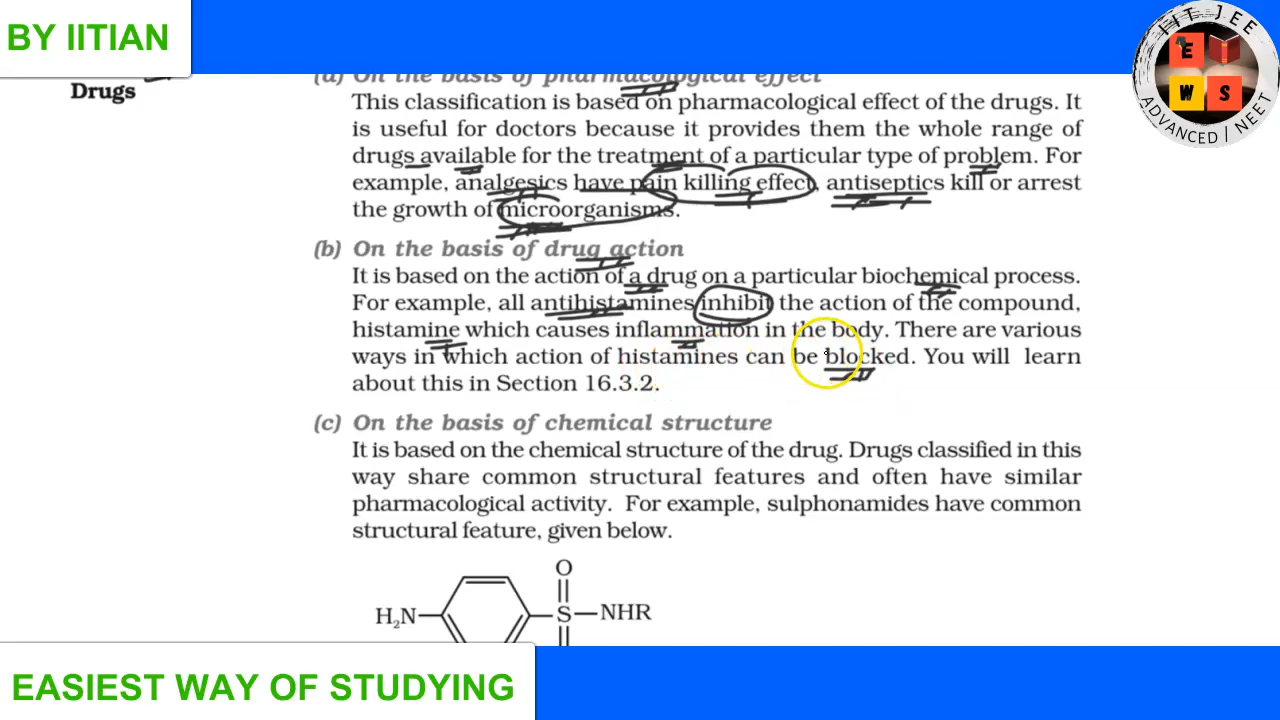 BY IITIAN
IIT JEE
E I
W S
ADVANCED / NEET
Drugs
(a) On the basis of pharmacological effect
This classification is based on pharmacological effect of the drugs. It
is useful for doctors because it provides them the whole range of
drugs available for the treatment of a particular type of problem. For
example, analgesics have pain killing effect, antiseptics kill or arrest
the growth of microorganisms.
(b) On the basis of drug action
It is based on the action of a drug on a particular biochemical process.
For example, all antihistamines inhibit the action of the compound,
histamine which causes inflammation in the body. There are various
ways in which action of histamines can be blocked. You will learn
about this in Section 16.3.2.
(c) On the basis of chemical structure
It is based on the chemical structure of the drug. Drugs classified in this
way share common structural features and often have similar
pharmacological activity. For example, sulphonamides have common
structural feature, given below.
O
H₂N S NHR
EASIEST WAY OF STUDYING